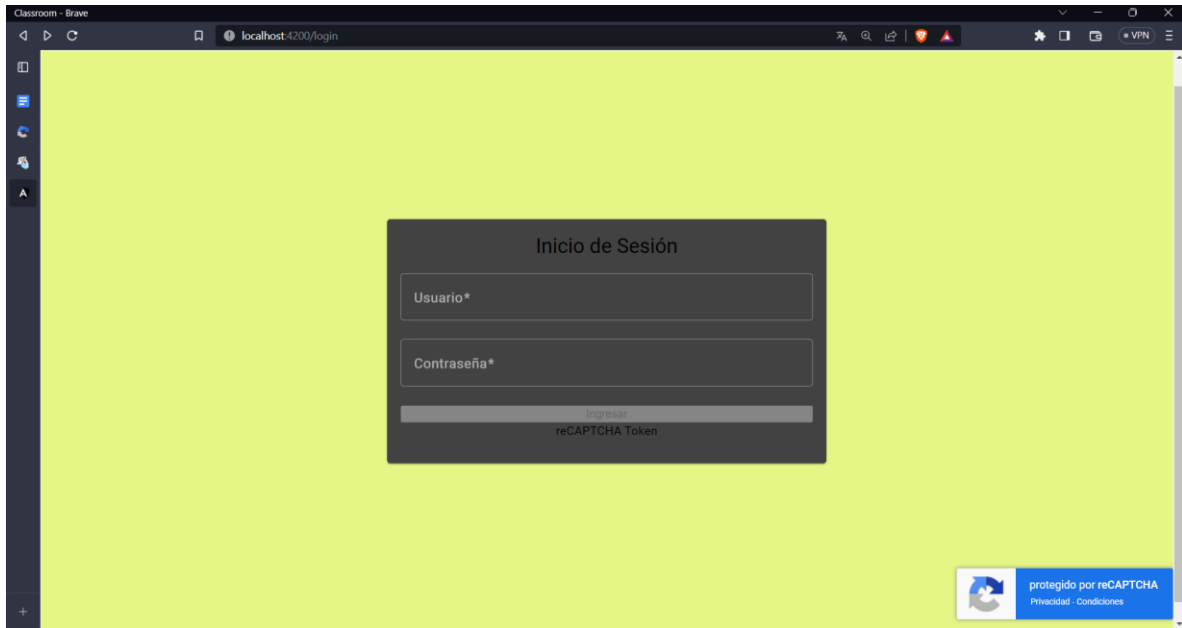 Classroom - Brave
localhost:4200/login
VPN
A
Inicio de Sesión
Usuario*
Contraseña*
Ingresar
reCAPTCHA Token
protegido por reCAPTCHA
Privacidad - Condiciones